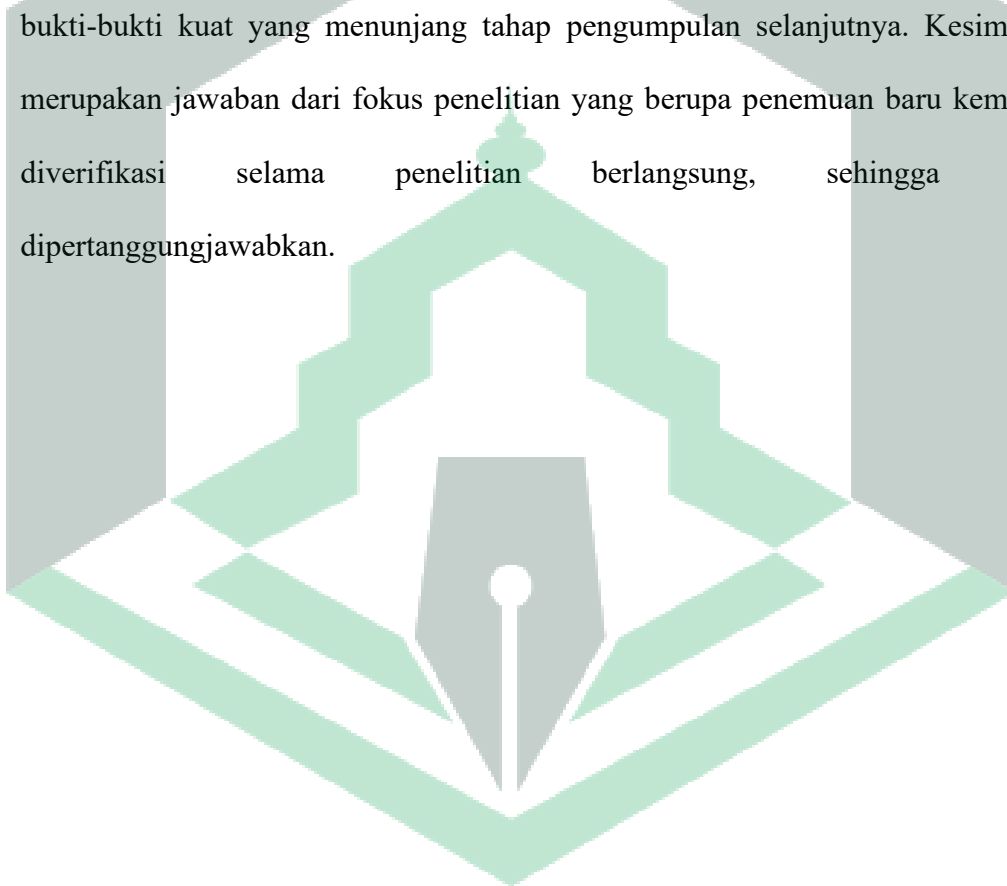 bukti-bukti kuat yang menunjang tahap pengumpulan selanjutnya. Kesim
merupakan jawaban dari fokus penelitian yang berupa penemuan baru kem
diverifikasi selama penelitian berlangsung, sehingga
dipertanggungjawabkan.